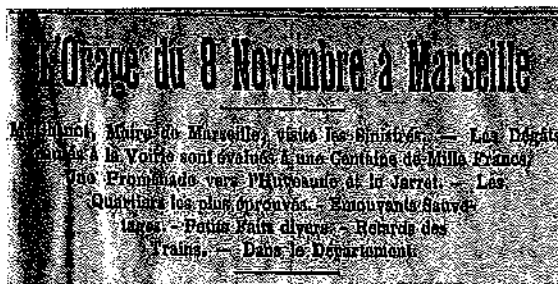 L'Orage du 8 Novembre à Marseille
Maire de Marseille, visite les Sinistrés. — Les Dégâts
causés à la Voirie sont évalués à une Centaine de Mille Francs.
Une Promenade vers l'Huveaune et le Jarret. — Les
Quartiers les plus éprouvés. — Emouvants Sauve-
tages. — Petits Faits divers. — Retards des
Trains. — Dans le Département.